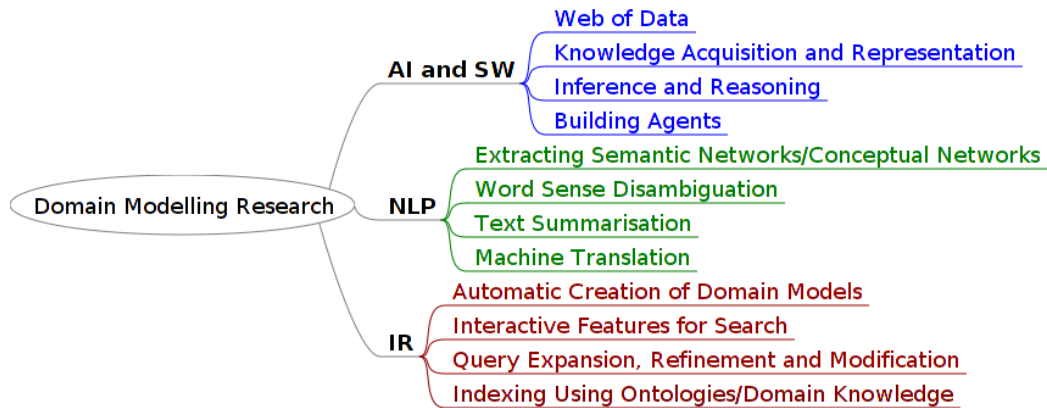 Web of Data
Knowledge Acquisition and Representation
AI and SW
Inference and Reasoning
Building Agents
Extracting Semantic Networks/Conceptual Networks
Word Sense Disambiguation
Domain Modelling Research
NLP
Text Summarisation
Machine Translation
Automatic Creation of Domain Models
Interactive Features for Search
IR
Query Expansion, Refinement and Modification
Indexing Using Ontologies/Domain Knowledge